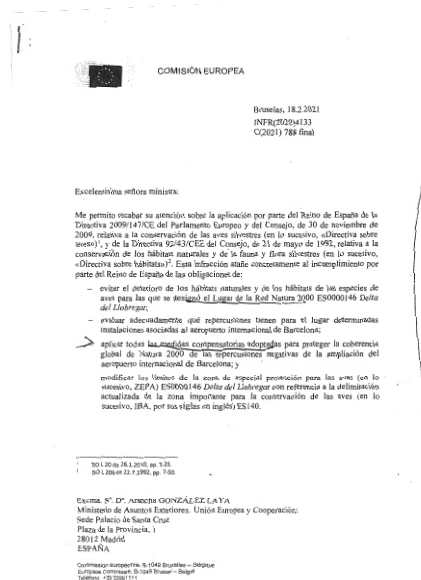 COMISIÓN EUROPEA
Bruselas, 18.2.2021
INFR(2020)4133
C(2021) 788 final
Excelentísima señora ministra:
Me permito recabar su atención sobre la aplicación por parte del Reino de España de la
Directiva 2009/147/CE del Parlamento Europeo y del Consejo, de 30 de noviembre de
2009, relativa a la conservación de las aves silvestres (en lo sucesivo, «Directiva sobre
aves»)¹, y de la Directiva 92/43/CEE del Consejo, de 21 de mayo de 1992, relativa a la
conservación de los hábitats naturales y de la fauna y flora silvestres (en lo sucesivo,
«Directiva sobre hábitats»)². Esta infracción atañe concretamente al incumplimiento por
parte del Reino de España de las obligaciones de:
– evitar el deterioro de los hábitats naturales y de los hábitats de las especies de
aves para las que se designó el Lugar de la Red Natura 2000 ES0000146 Delta
del Llobregat;
– evaluar adecuadamente qué repercusiones tienen para el lugar determinadas
instalaciones asociadas al aeropuerto internacional de Barcelona;
aplicar todas las medidas compensatorias adoptadas para proteger la coherencia
global de Natura 2000 de las repercusiones negativas de la ampliación del
aeropuerto internacional de Barcelona; y
modificar los límites de la zona de especial protección para las aves (en lo
sucesivo, ZEPA) ES0000146 Delta del Llobregat con referencia a la delimitación
actualizada de la zona importante para la conservación de las aves (en lo
sucesivo, IBA, por sus siglas en inglés) ES140.
¹ DO L 20 de 26.1.2010, pp. 7-25.
² DO L 206 de 22.7.1992, pp. 7-50.
Excma. Sª. Dª. Arancha GONZÁLEZ LAYA
Ministerio de Asuntos Exteriores, Unión Europea y Cooperación
Sede Palacio de Santa Cruz
Plaza de la Provincia, 1
28012 Madrid
ESPAÑA
Commission européenne, B-1049 Bruxelles – Belgique
Europese Commissie, B-1049 Brussel – België
Teléfono: +32 22991111